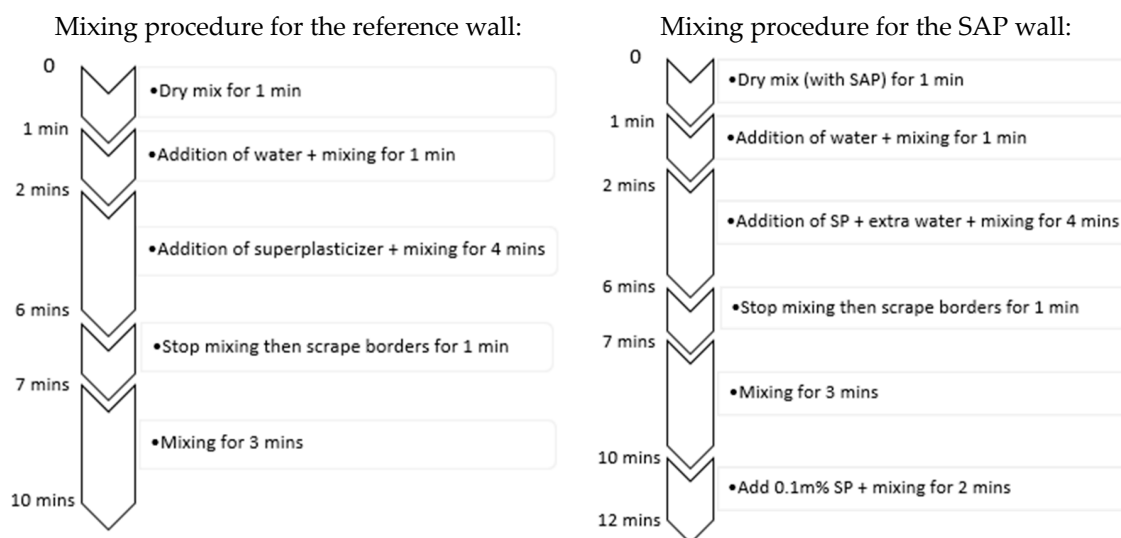 Mixing procedure for the reference wall:
0
•Dry mix for 1 min
1 min
•Addition of water + mixing for 1 min
2 mins
•Addition of superplasticizer + mixing for 4 mins
6 mins
•Stop mixing then scrape borders for 1 min
7 mins
•Mixing for 3 mins
10 mins
Mixing procedure for the SAP wall:
0
•Dry mix (with SAP) for 1 min
1 min
•Addition of water + mixing for 1 min
2 mins
•Addition of SP + extra water + mixing for 4 mins
6 mins
•Stop mixing then scrape borders for 1 min
7 mins
•Mixing for 3 mins
10 mins
•Add 0.1m% SP + mixing for 2 mins
12 mins